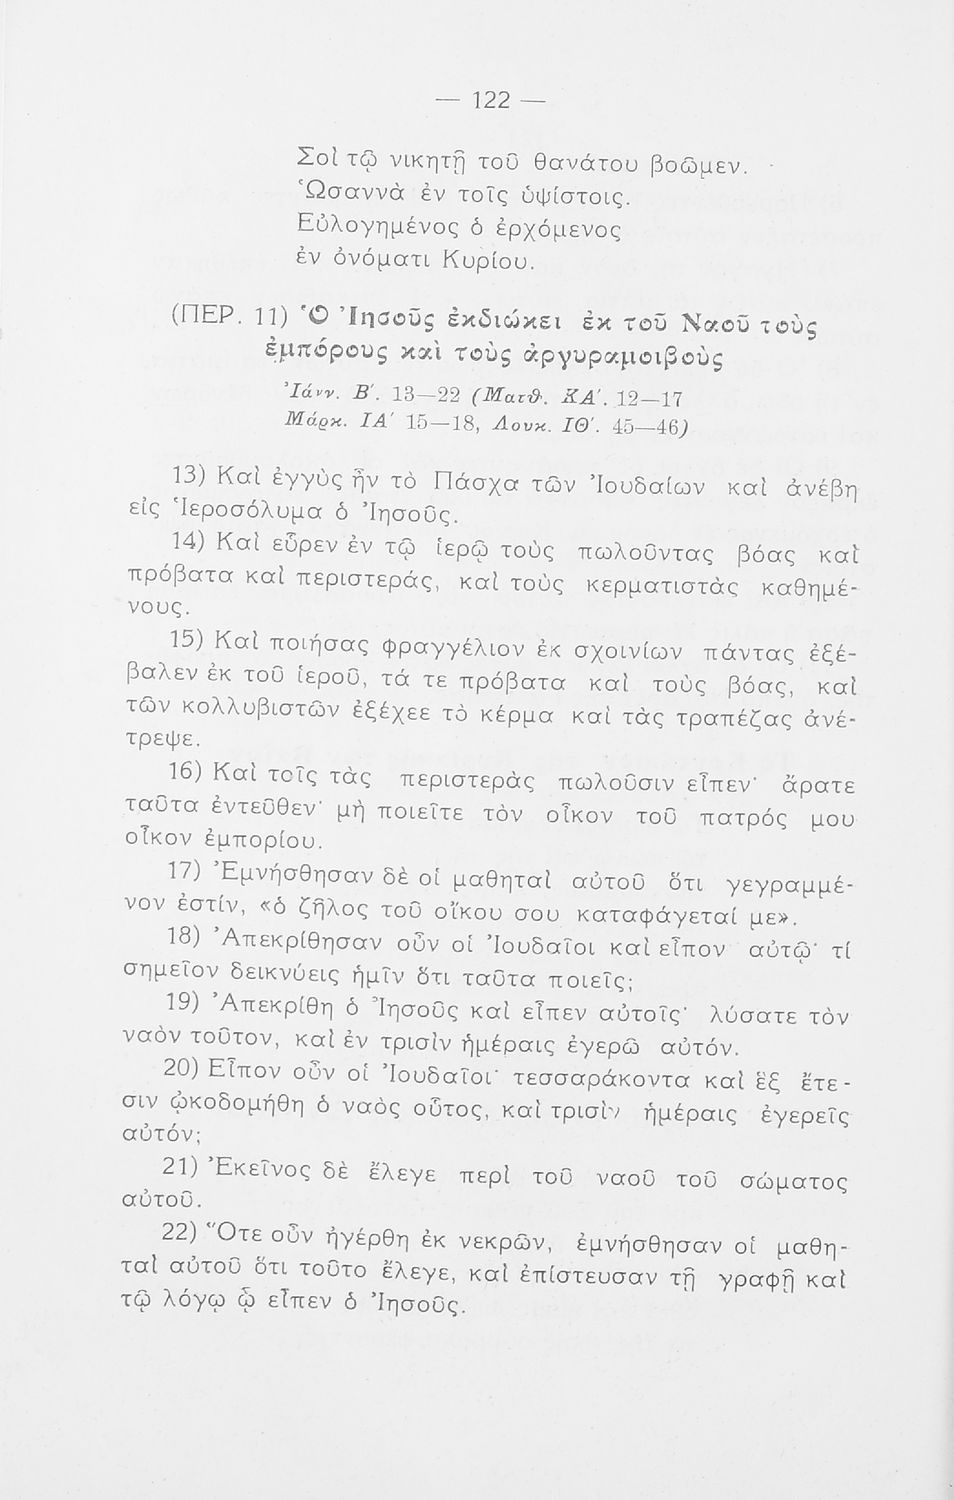 — 122 —
Σοὶ τῷ νικητῇ τοῦ θανάτου βοῶμεν.
Ὡσαννὰ ἐν τοῖς ὑψίστοις.
Εὐλογημένος ὁ ἐρχόμενος
ἐν ὀνόματι Κυρίου.
(ΠΕΡ. 11) Ὁ Ἰησοῦς ἐκδιώκει ἐκ τοῦ Ναοῦ τοὺς
ἐμπόρους καὶ τοὺς ἀργυραμοιβοὺς
Ἰάνν. Β΄. 13—22 (Ματθ. ΚΑ΄. 12—17
Μάρκ. ΙΑ΄ 15—18, Λουκ. ΙΘ΄. 45—46)
13) Καὶ ἐγγὺς ἦν τὸ Πάσχα τῶν Ἰουδαίων καὶ ἀνέβη
εἰς Ἱεροσόλυμα ὁ Ἰησοῦς.
14) Καὶ εὗρεν ἐν τῷ ἱερῷ τοὺς πωλοῦντας βόας καὶ
πρόβατα καὶ περιστεράς, καὶ τοὺς κερματιστὰς καθημέ-
νους.
15) Καὶ ποιήσας φραγγέλιον ἐκ σχοινίων πάντας ἐξέ-
βαλεν ἐκ τοῦ ἱεροῦ, τά τε πρόβατα καὶ τοὺς βόας, καὶ
τῶν κολλυβιστῶν ἐξέχεε τὸ κέρμα καὶ τὰς τραπέζας ἀνέ-
τρεψε.
16) Καὶ τοῖς τὰς περιστερὰς πωλοῦσιν εἶπεν· ἄρατε
ταῦτα ἐντεῦθεν· μὴ ποιεῖτε τὸν οἶκον τοῦ πατρός μου
οἶκον ἐμπορίου.
17) Ἐμνήσθησαν δὲ οἱ μαθηταὶ αὐτοῦ ὅτι γεγραμμέ-
νον ἐστίν, «ὁ ζῆλος τοῦ οἴκου σου καταφάγεταί με».
18) Ἀπεκρίθησαν οὖν οἱ Ἰουδαῖοι καὶ εἶπον αὐτῷ· τί
σημεῖον δεικνύεις ἡμῖν ὅτι ταῦτα ποιεῖς;
19) Ἀπεκρίθη ὁ Ἰησοῦς καὶ εἶπεν αὐτοῖς· λύσατε τὸν
ναὸν τοῦτον, καὶ ἐν τρισὶν ἡμέραις ἐγερῶ αὐτόν.
20) Εἶπον οὖν οἱ Ἰουδαῖοι· τεσσαράκοντα καὶ ἓξ ἔτε-
σιν ᾠκοδομήθη ὁ ναὸς οὗτος, καὶ τρισὶν ἡμέραις ἐγερεῖς
αὐτόν;
21) Ἐκεῖνος δὲ ἔλεγε περὶ τοῦ ναοῦ τοῦ σώματος
αὐτοῦ.
22) Ὅτε οὖν ἠγέρθη ἐκ νεκρῶν, ἐμνήσθησαν οἱ μαθη-
ταὶ αὐτοῦ ὅτι τοῦτο ἔλεγε, καὶ ἐπίστευσαν τῇ γραφῇ καὶ
τῷ λόγῳ ᾧ εἶπεν ὁ Ἰησοῦς.